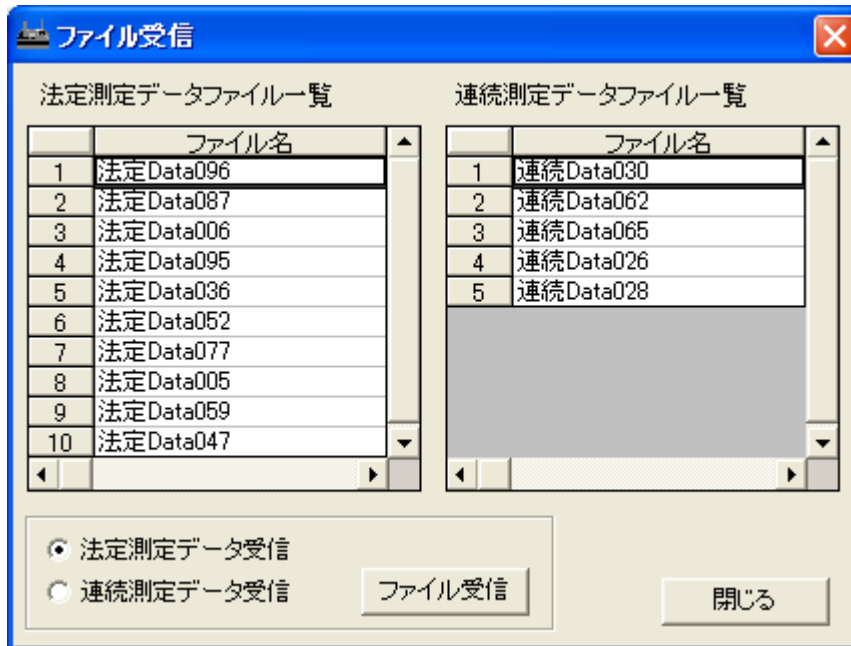 ファイル受信
法定測定データファイル一覧
ファイル名
1 法定Data096
2 法定Data087
3 法定Data006
4 法定Data095
5 法定Data036
6 法定Data052
7 法定Data077
8 法定Data005
9 法定Data059
10 法定Data047
連続測定データファイル一覧
ファイル名
1 連続Data030
2 連続Data062
3 連続Data065
4 連続Data026
5 連続Data028
法定測定データ受信
連続測定データ受信
ファイル受信
閉じる